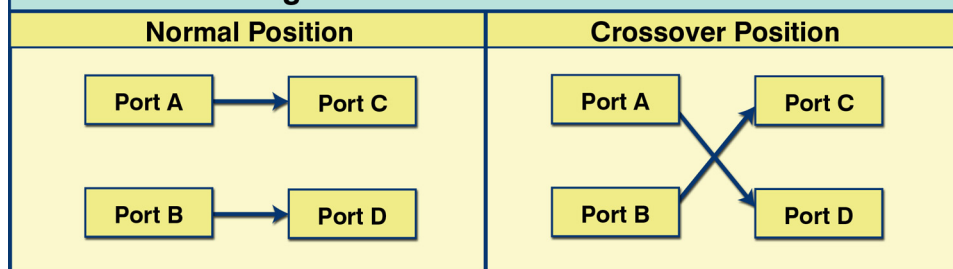 Normal Position
Crossover Position
Port A
Port C
Port B
Port D
Port A
Port C
Port B
Port D